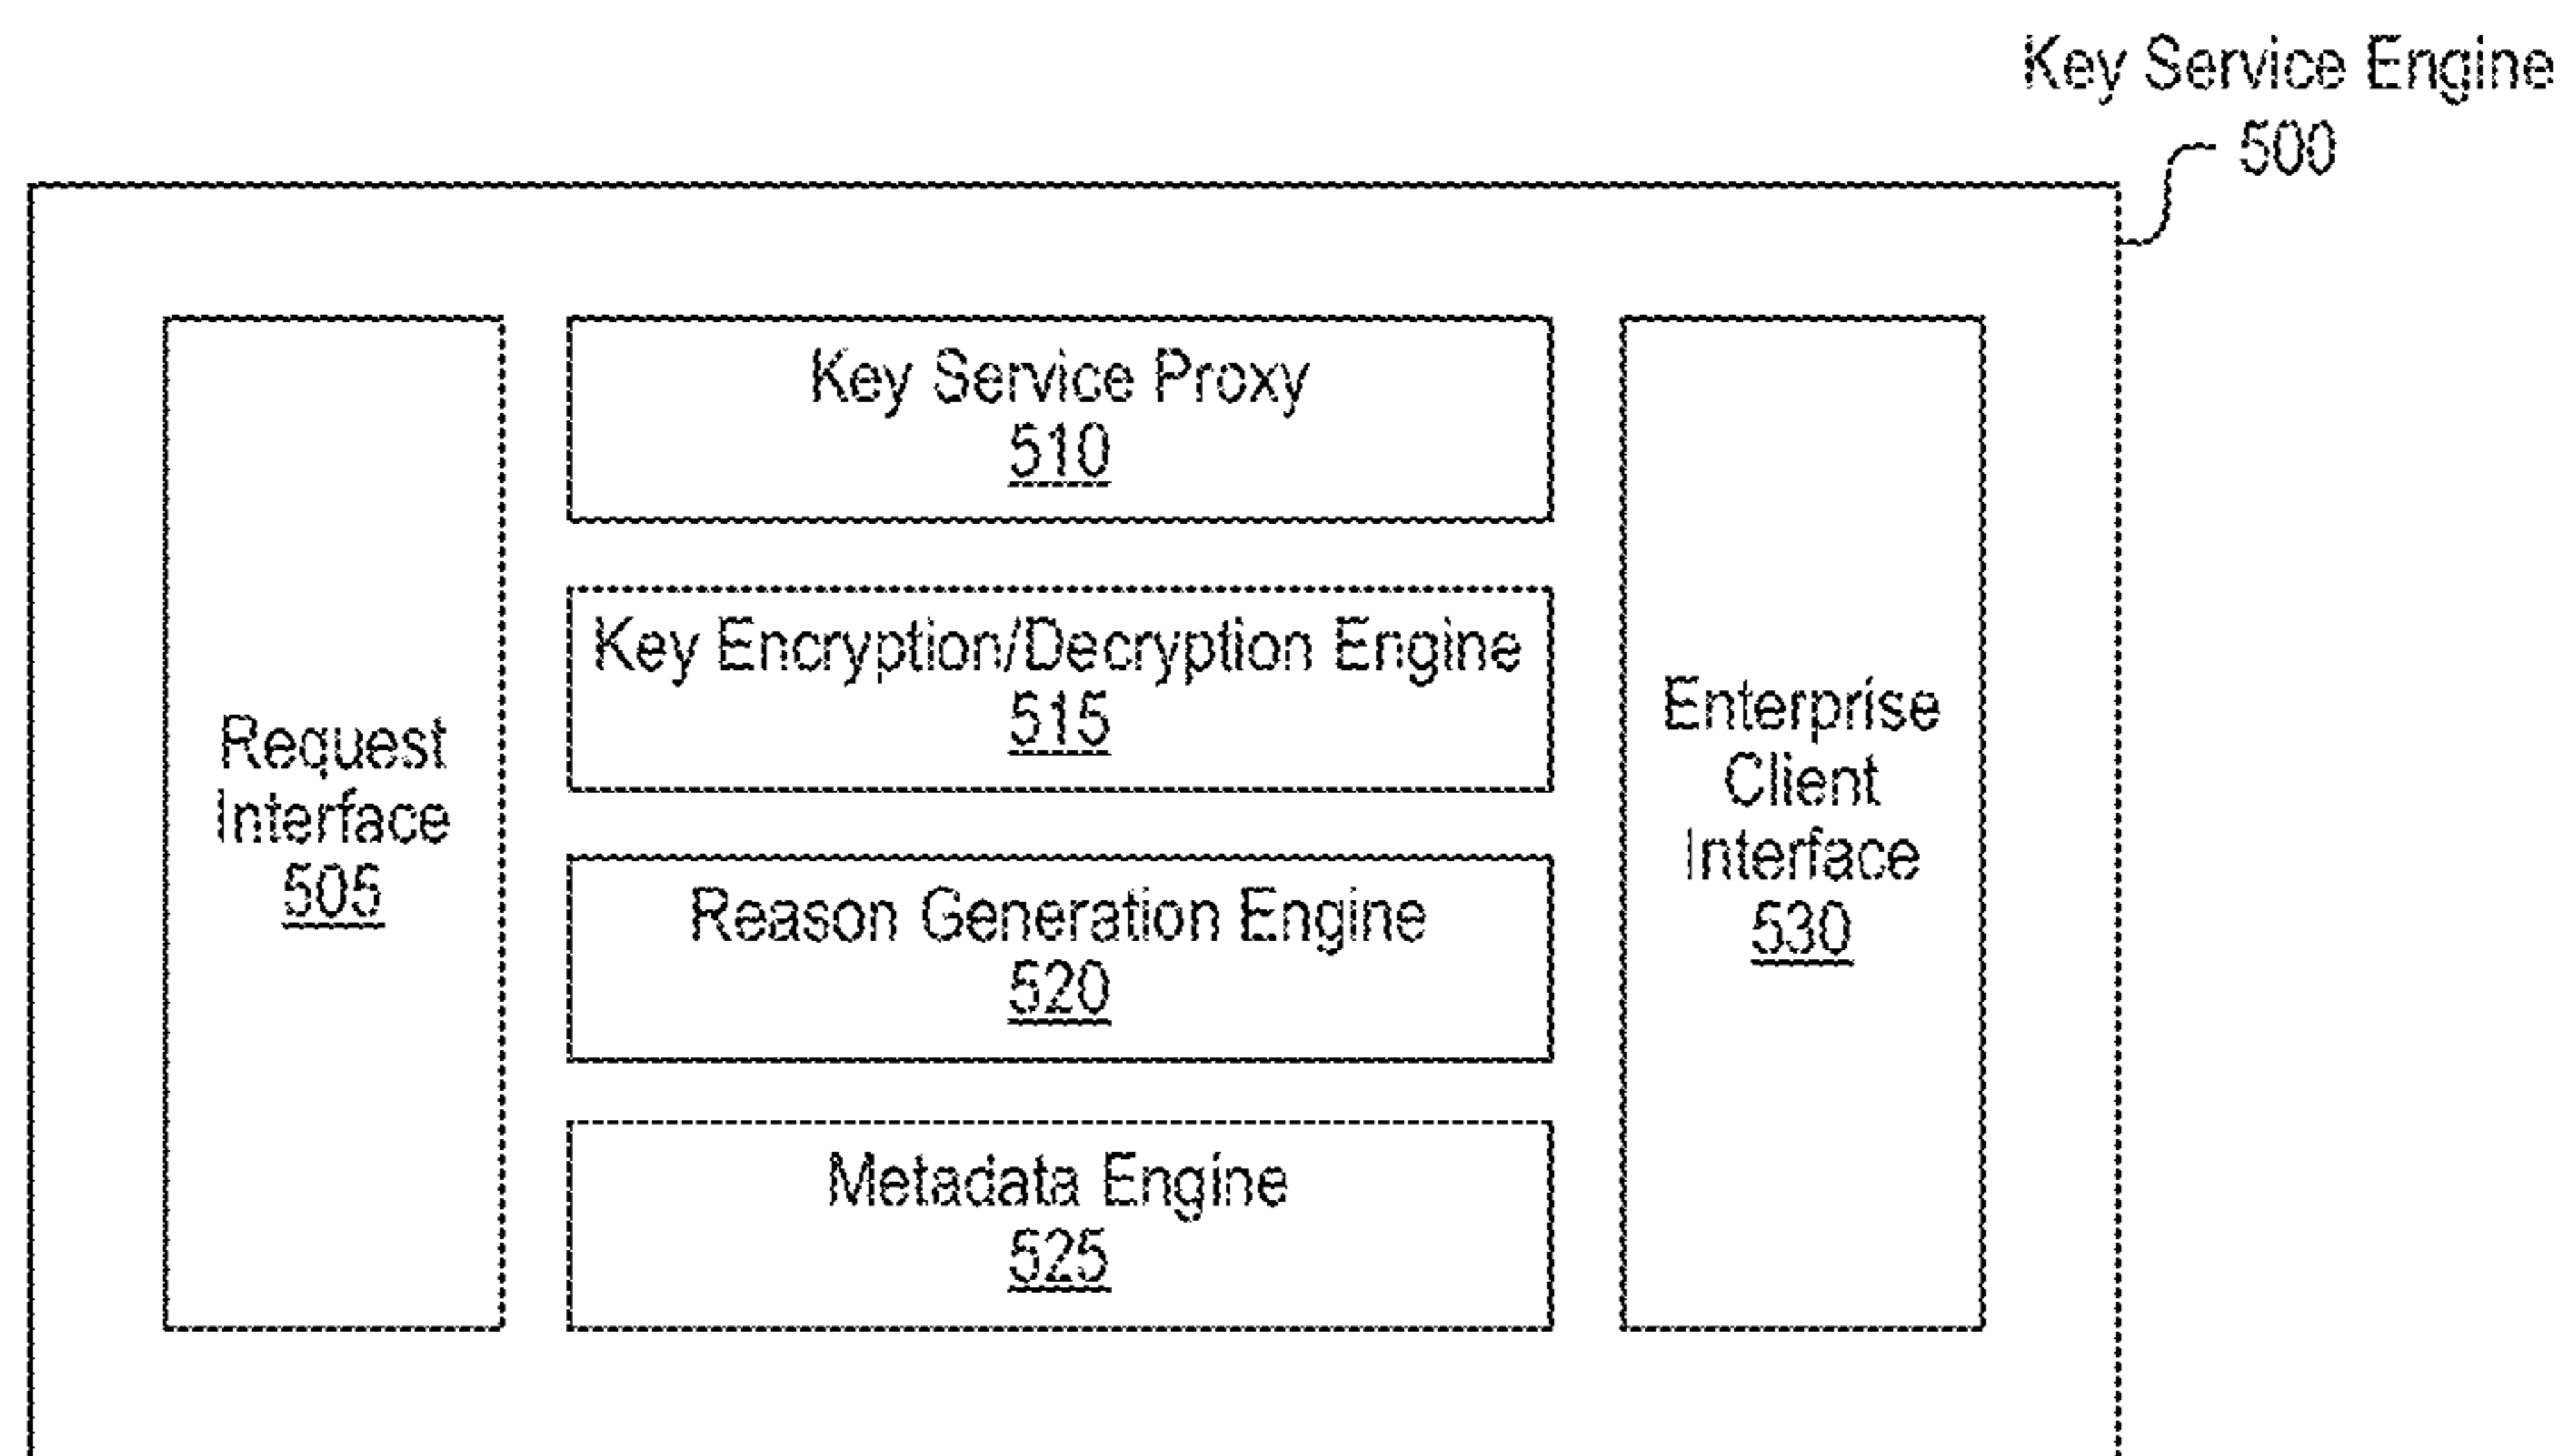 Key Service Engine
500
Request
Interface
505
Key Service Proxy
510
Key Encryption/Decryption Engine
515
Reason Generation Engine
520
Metadata Engine
525
Enterprise
Client
Interface
530